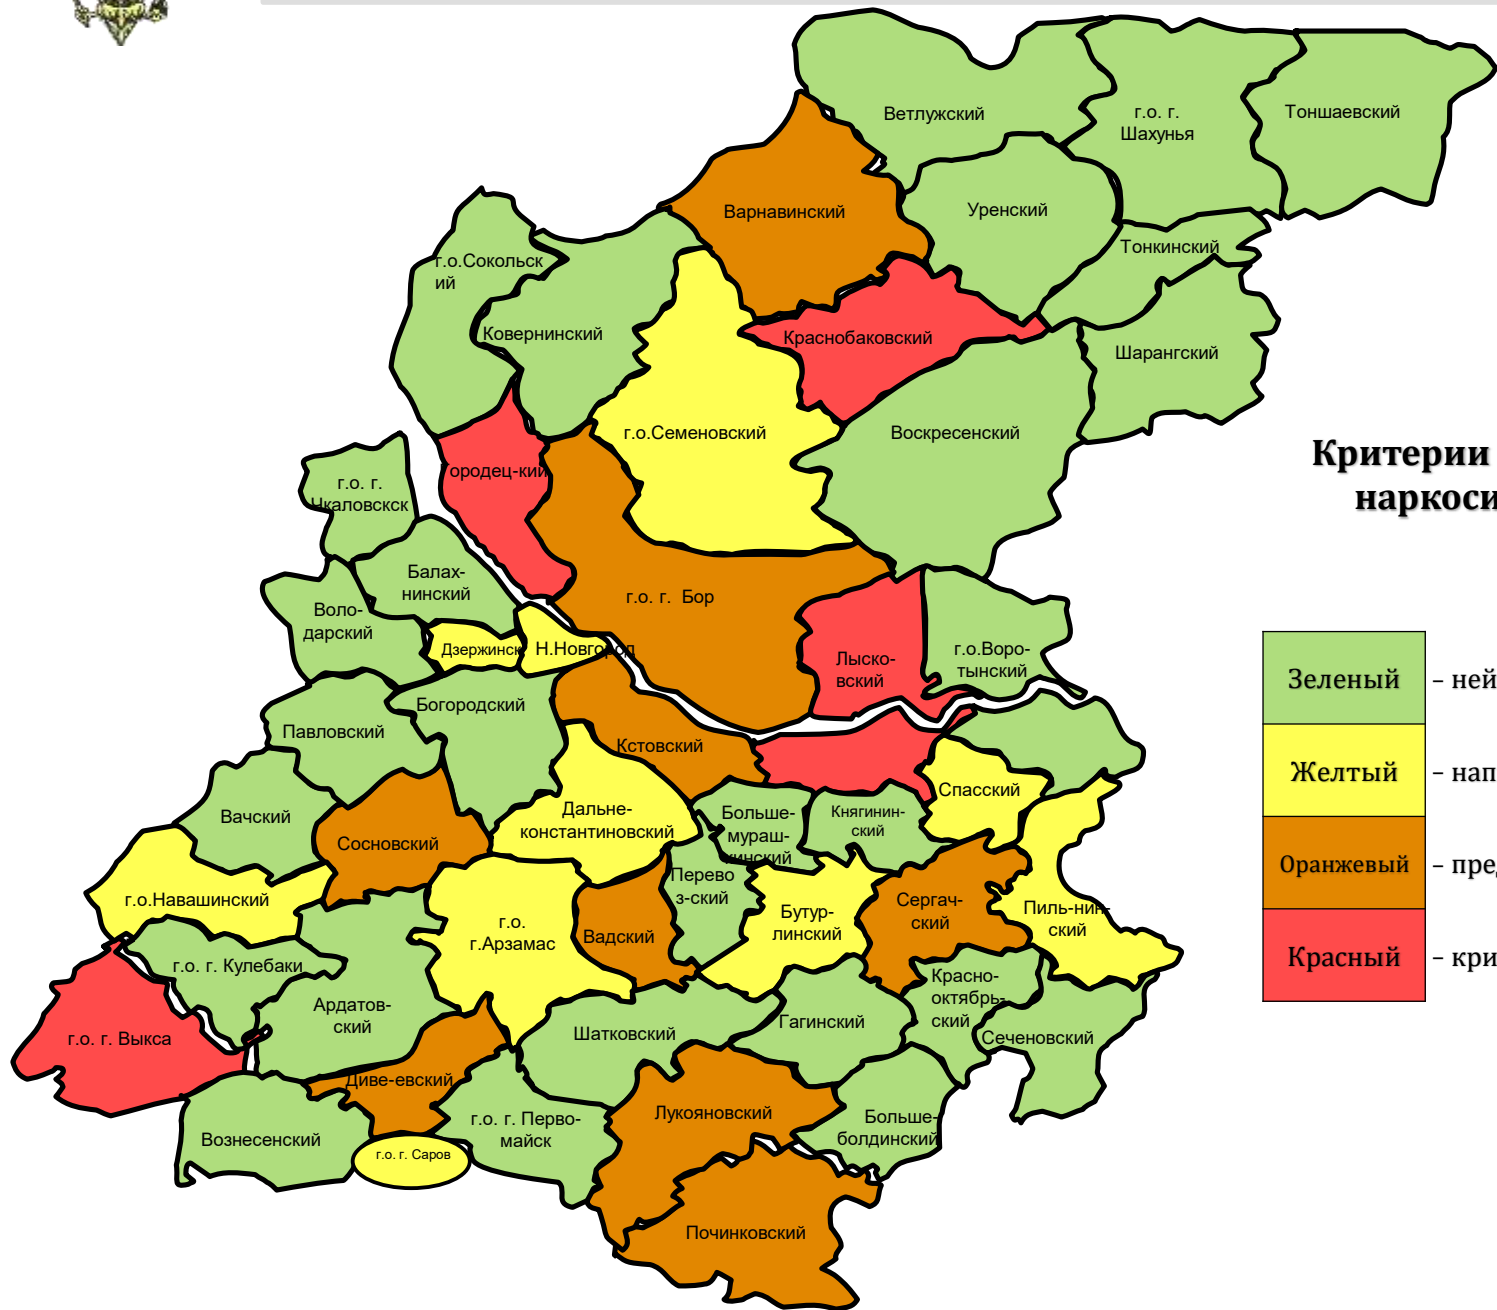 Ветлужский
г.о. г.
Шахунья
Тоншаевский
Варнавинский
Уренский
Тонкинский
г.о.Сокольск
ий
Ковернинский
Краснобаковский
Шарангский
г.о.Семеновский
Воскресенский
Критерии
наркоси
ородец-кий
г.о. г.
Чкаловскск
Балах-
нинский
Воло-
дарский
г.о. г. Бор
Дзержинск
Н.Новгород
Лыско-
вский
г.о.Воро-
тынский
Зеленый – ней
Богородский
Павловский
Кстовский
Желтый – нап
Спасский
Вачский
Дальне-
константиновский
Больше-
мураш-
кинский
Княгинин-
ский
Сосновский
Оранжевый – пред
Перево
з-ский
г.о.Навашинский
г.о.
г.Арзамас
Вадский
Бутур-
линский
Сергач-
ский
Пиль-нин-
ский
Красный – кри
г.о. г. Кулебаки
Красно-
октябрь-
ский
Ардатов-
ский
г.о. г. Выкса
Шатковский
Гагинский
Сеченовский
Диве-евский
Лукояновский
г.о. г. Перво-
майск
Больше-
болдинский
Вознесенский
г.о. г. Саров
Починковский